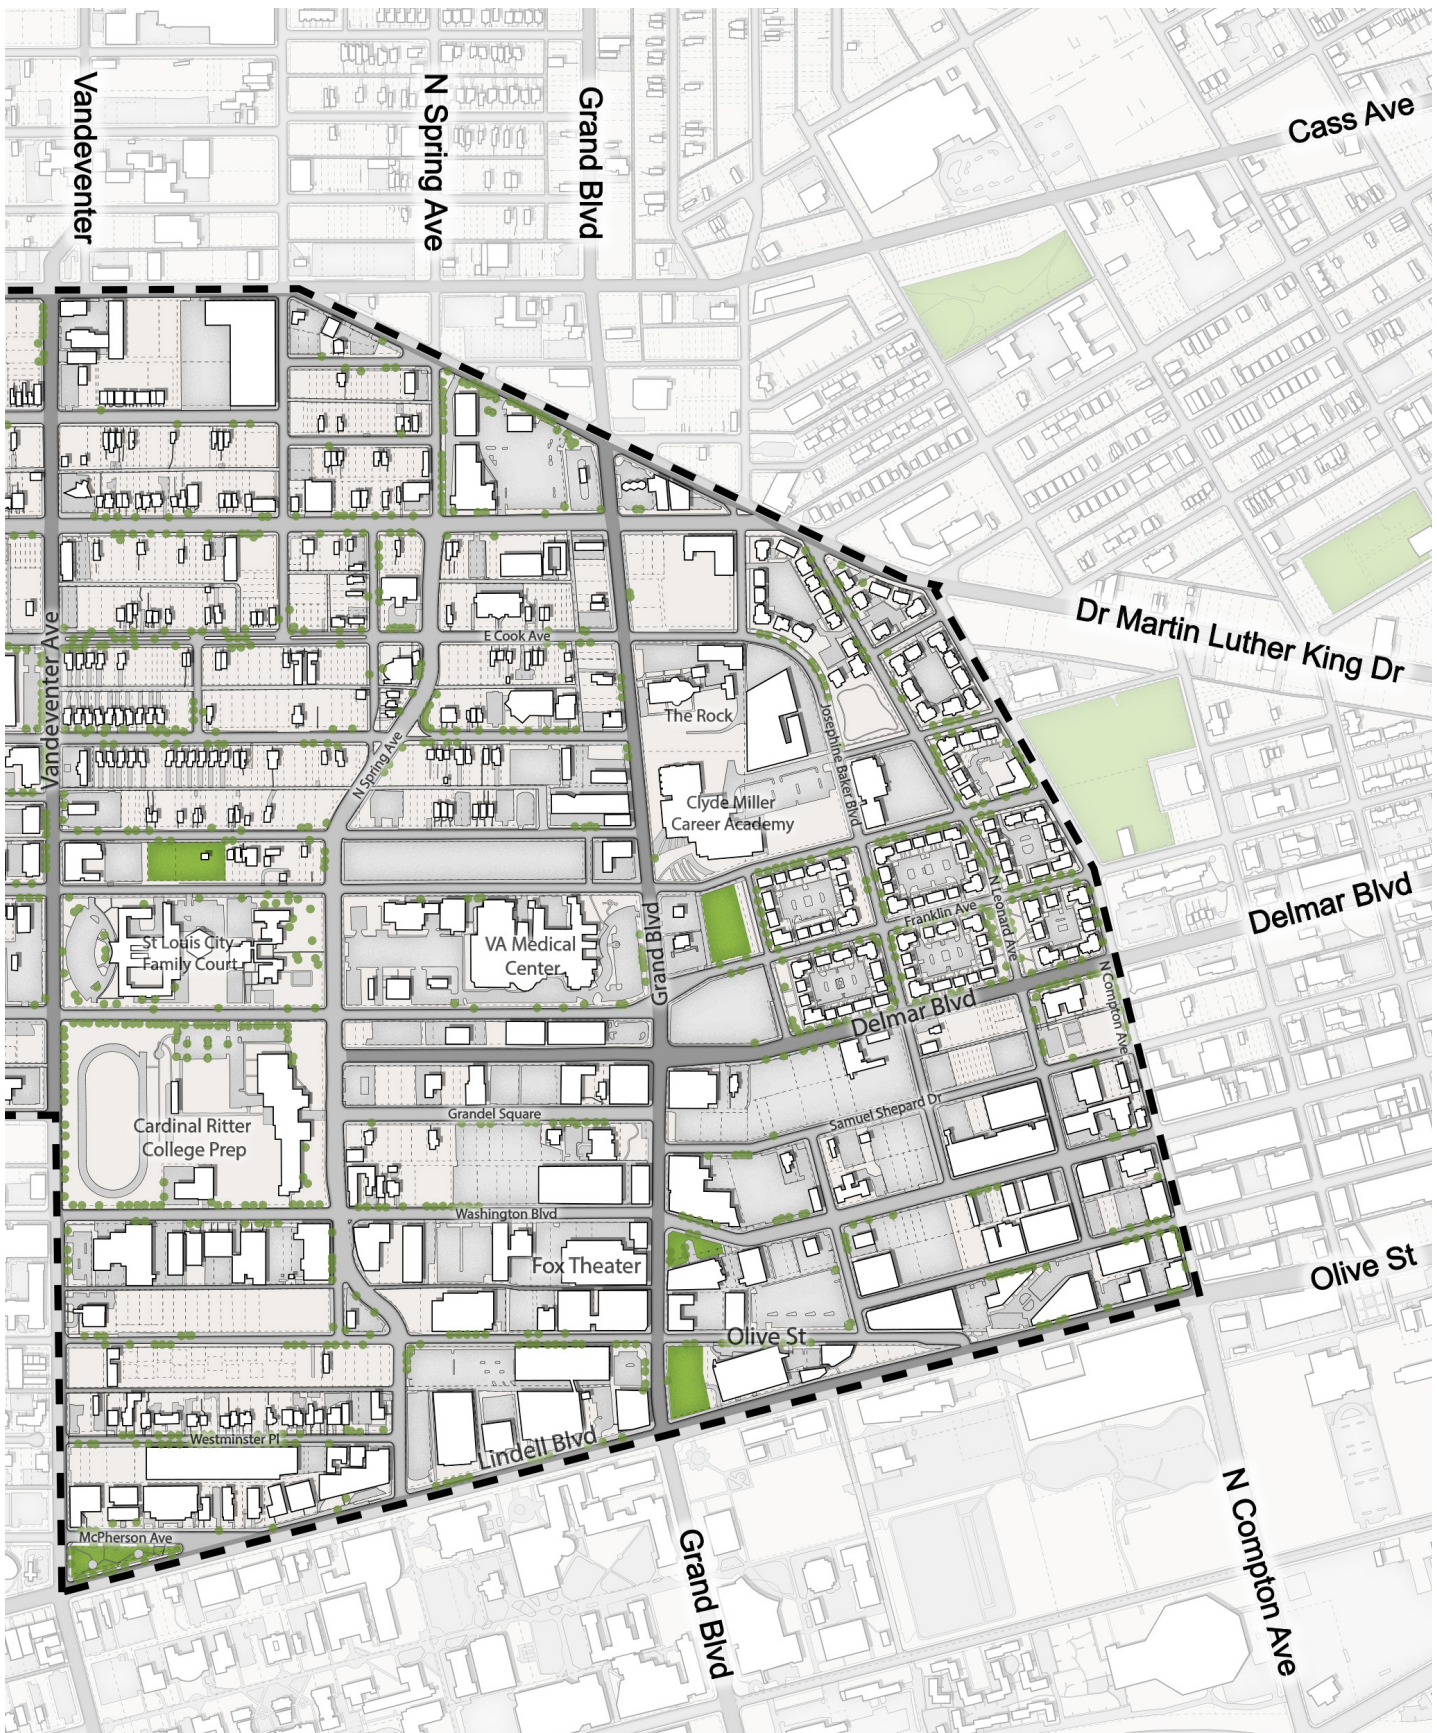 Vandeventer
N Spring Ave
Grand Blvd
Cass Ave
Dr Martin Luther King Dr
Vandeventer Ave
E Cook Ave
The Rock
Josephine Baker Blvd
N Spring Ave
Clyde Miller
Career Academy
Delmar Blvd
N Leonard Ave
Franklin Ave
St Louis City
Family Court
VA Medical
Center
Grand Blvd
N Compton Ave
Delmar Blvd
Grandel Square
Samuel Shepard Dr
Cardinal Ritter
College Prep
Washington Blvd
Fox Theater
Olive St
Olive St
Westminster Pl
Lindell Blvd
McPherson Ave
Grand Blvd
N Compton Ave